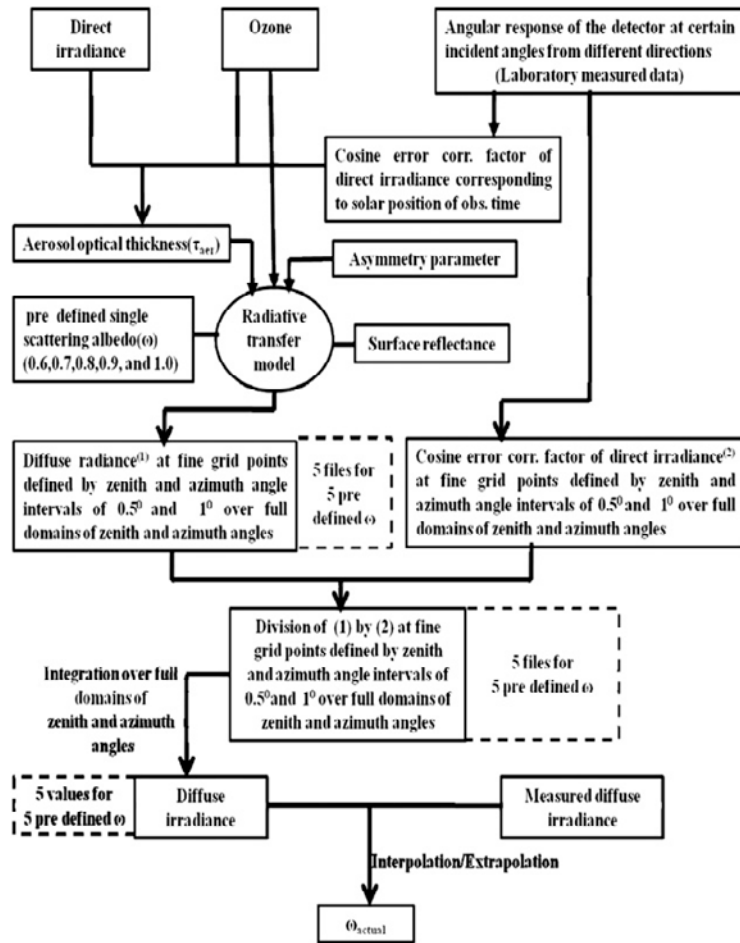 Direct
irradiance
Ozone
Angular response of the detector at certain
incident angles from different directions
(Laboratory measured data)
Cosine error corr. factor of
direct irradiance corresponding
to solar position of obs. time
Aerosol optical thickness(τaer)
Asymmetry parameter
pre defined single
scattering albedo(ω)
(0.6,0.7,0.8,0.9, and 1.0)
Radiative
transfer
model
Surface reflectance
Diffuse radiance(1) at fine grid points
defined by zenith and azimuth angle
intervals of 0.5⁰ and 1⁰ over full
domains of zenith and azimuth angles
5 files for
5 pre
defined ω
Cosine error corr. factor of direct irradiance(2)
at fine grid points defined by zenith and
azimuth angle intervals of 0.5⁰ and 1⁰ over full
domains of zenith and azimuth angles
Division of (1) by (2) at fine
grid points defined by zenith
and azimuth angle intervals of
0.5⁰and 1⁰ over full domains of
zenith and azimuth angles
5 files for
5 pre defined ω
Integration over full
domains of
zenith and azimuth
angles
5 values for
5 pre defined ω
Diffuse
irradiance
Measured diffuse
irradiance
Interpolation/Extrapolation
ωactual